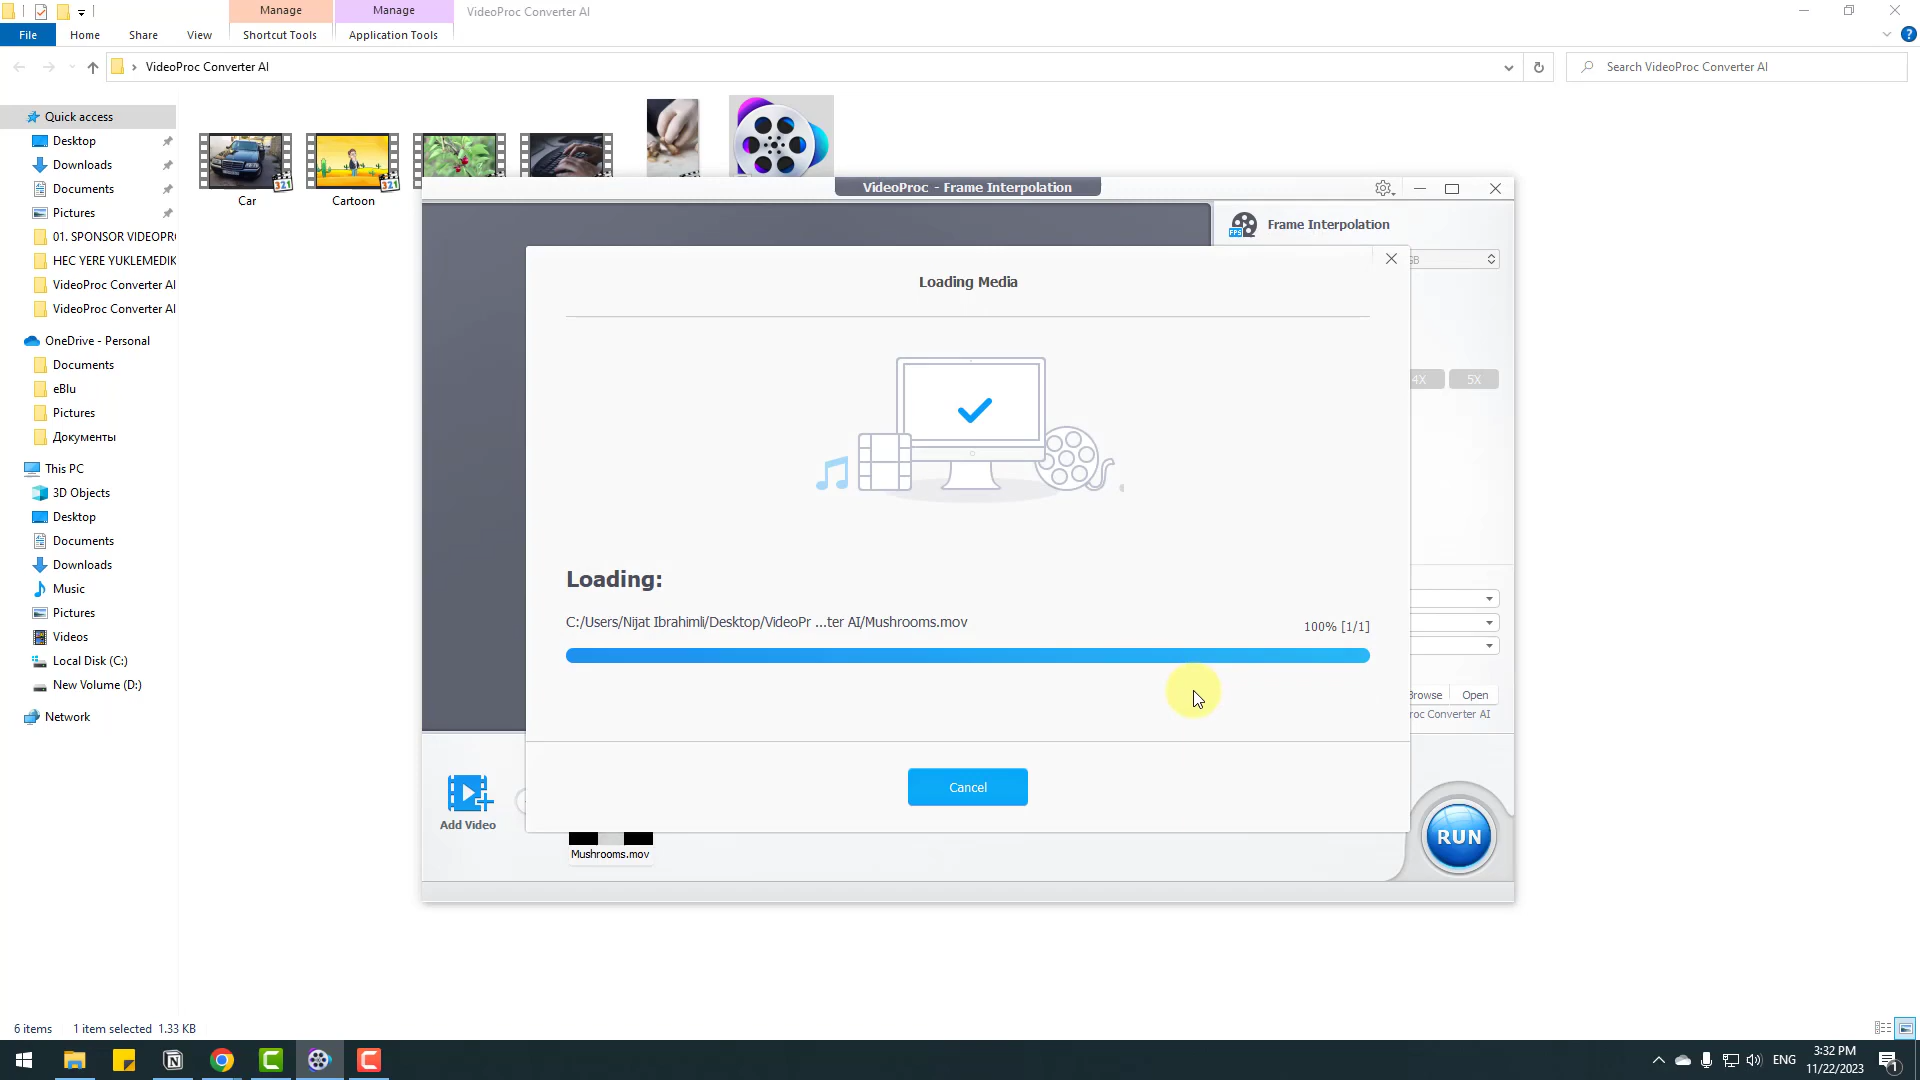 Manage
Manage
VideoProc Converter AI
File
Home
Share
View
Shortcut Tools
Application Tools
VideoProc Converter AI
Search VideoProc Converter AI
Quick access
Desktop
Downloads
Documents
Pictures
01. SPONSOR VIDEOPR
HEC YERE YUKLEMEDIK
VideoProc Converter AI
VideoProc Converter AI
OneDrive - Personal
Documents
eBlu
Pictures
Документы
This PC
3D Objects
Desktop
Documents
Downloads
Music
Pictures
Videos
Local Disk (C:)
New Volume (D:)
Network
321
321
Car
Cartoon
VideoProc - Frame Interpolation
FPS
Frame Interpolation
GB
Loading Media
4X
5X
Loading:
C:/Users/Nijat Ibrahimli/Desktop/VideoPr ...ter AI/Mushrooms.mov
100% [1/1]
Browse
Open
roc Converter AI
Cancel
Add Video
Mushrooms.mov
RUN
6 items
1 item selected 1.33 KB
ENG
3:32 PM
11/22/2023
1